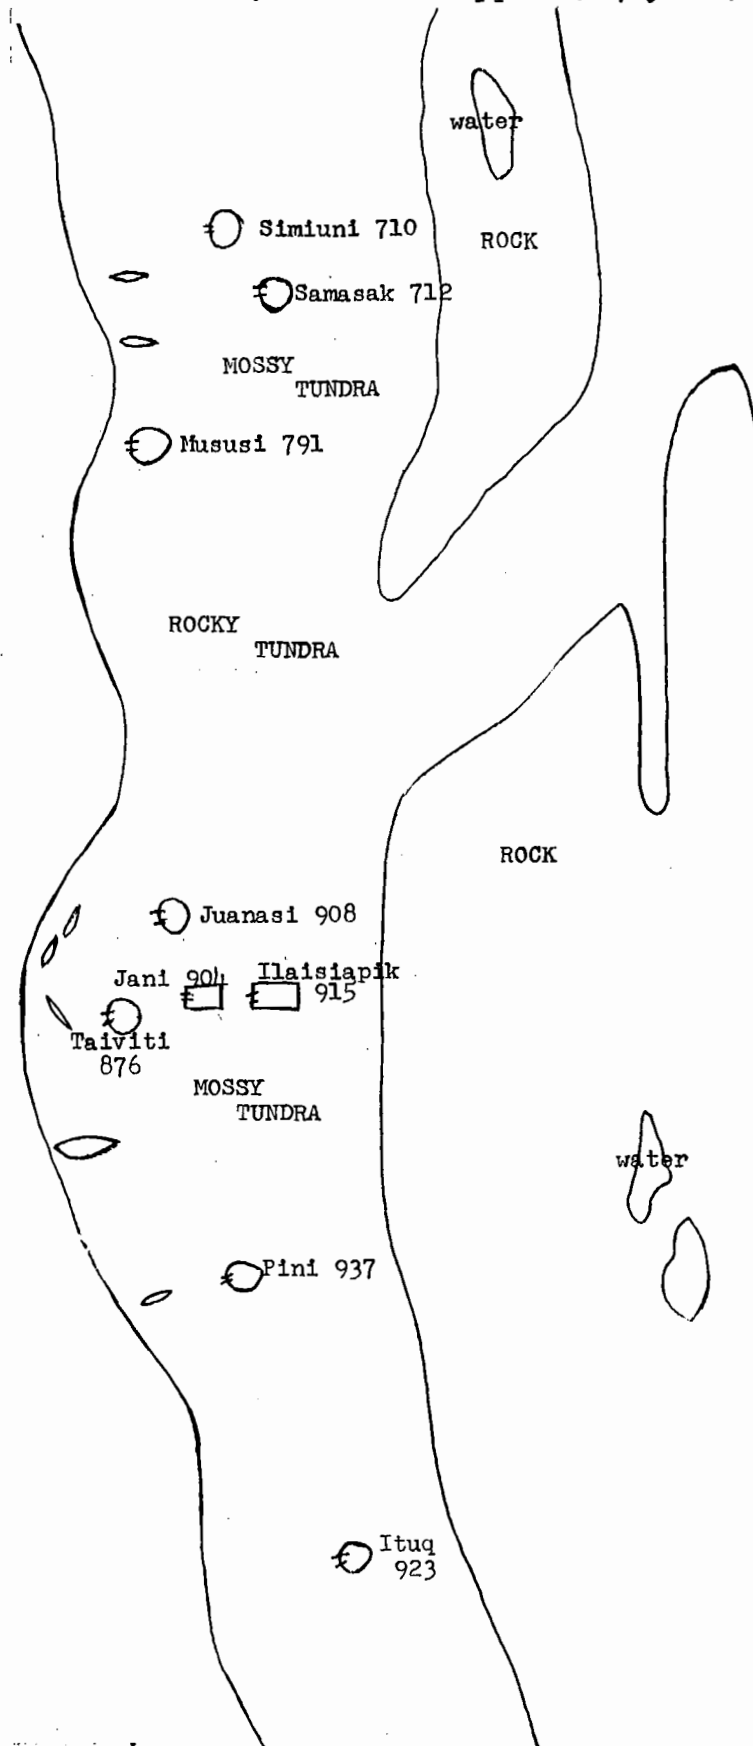 water
Simiuni 710
ROCK
Samasak 712
MOSSY
TUNDRA
Mususi 791
ROCKY
TUNDRA
ROCK
Juanasi 908
Jani 904
Ilaisiapik
915
Taiviti
876
MOSSY
TUNDRA
water
Pini 937
Ituq
923